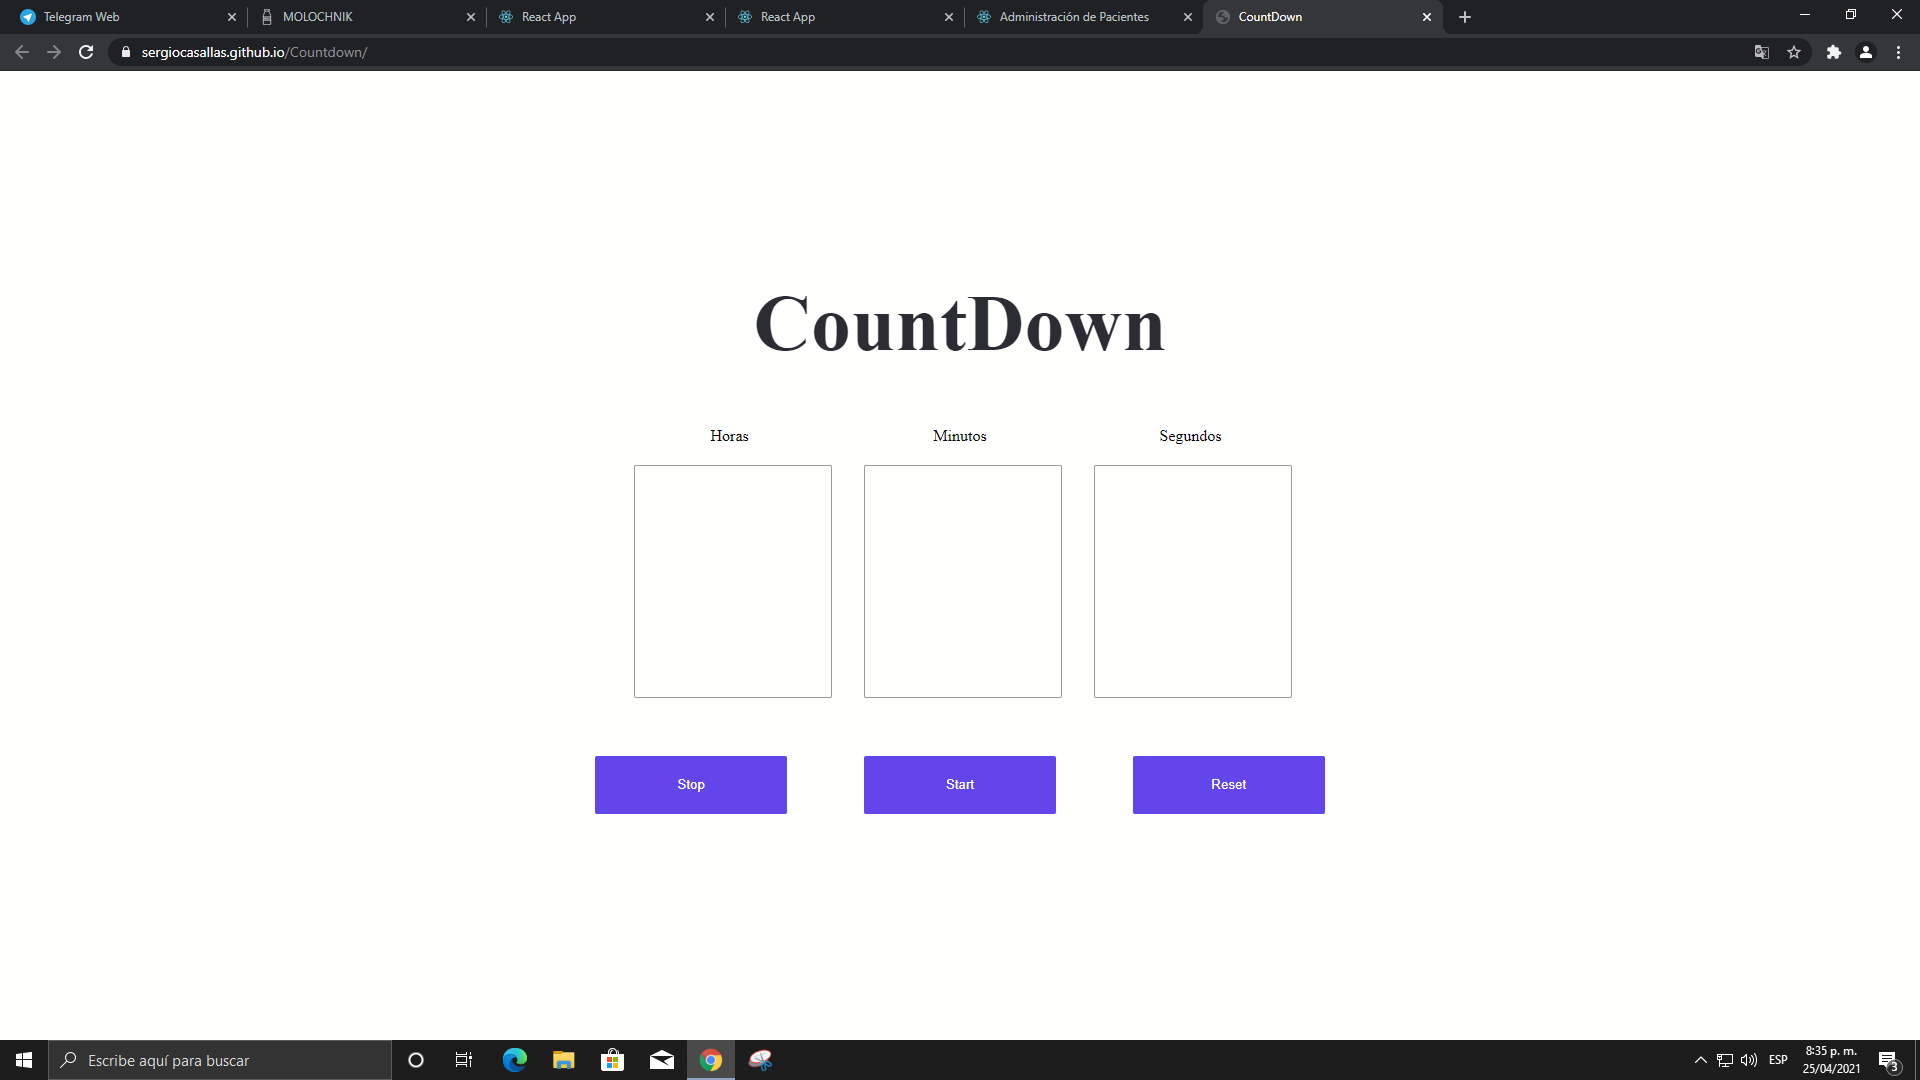 Telegram Web
MOLOCHNIK
React App
React App
Administración de Pacientes
CountDown
sergiocasallas.github.io/Countdown/
CountDown
Horas
Minutos
Segundos
Stop
Start
Reset
Escribe aquí para buscar
ESP
8:35 p. m.
25/04/2021
3